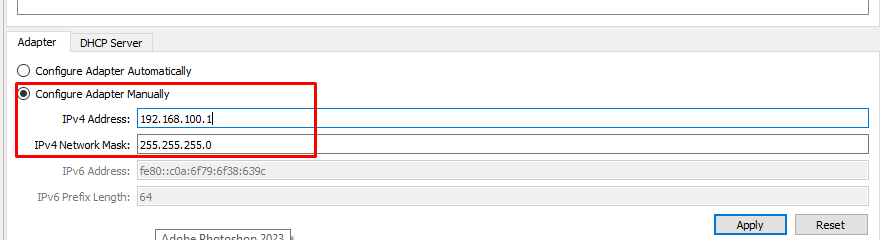 Adapter DHCP Server
Configure Adapter Automatically
Configure Adapter Manually
IPv4 Address: 192.168.100.1
IPv4 Network Mask: 255.255.255.0
IPv6 Address: fe80::c0a:6f79:6f38:639c
IPv6 Prefix Length: 64
Apply Reset
Adobe Photoshop 2023